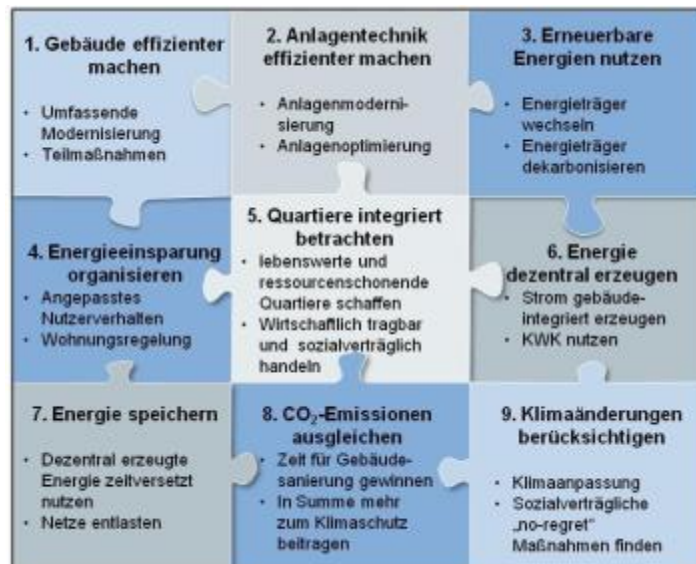 1. Gebäude effizienter
machen
• Umfassende
Modernisierung
• Teilmaßnahmen
2. Anlagentechnik
effizienter machen
• Anlagenmoderni-
sierung
• Anlagenoptimierung
3. Erneuerbare
Energien nutzen
• Energieträger
wechseln
• Energieträger
dekarbonisieren
4. Energieeinsparung
organisieren
• Angepasstes
Nutzerverhalten
• Wohnungsregelung
5. Quartiere integriert
betrachten
• lebenswerte und
ressourcenschonende
Quartiere schaffen
• Wirtschaftlich tragbar
und sozialverträglich
handeln
6. Energie
dezentral erzeugen
• Strom gebäude-
integriert erzeugen
• KWK nutzen
7. Energie speichern
• Dezentral erzeugte
Energie zeitversetzt
nutzen
• Netze entlasten
8. CO₂-Emissionen
ausgleichen
• Zeit für Gebäude-
sanierung gewinnen
• In Summe mehr
zum Klimaschutz
beitragen
9. Klimaänderungen
berücksichtigen
• Klimaanpassung
• Sozialverträgliche
„no-regret“
Maßnahmen finden